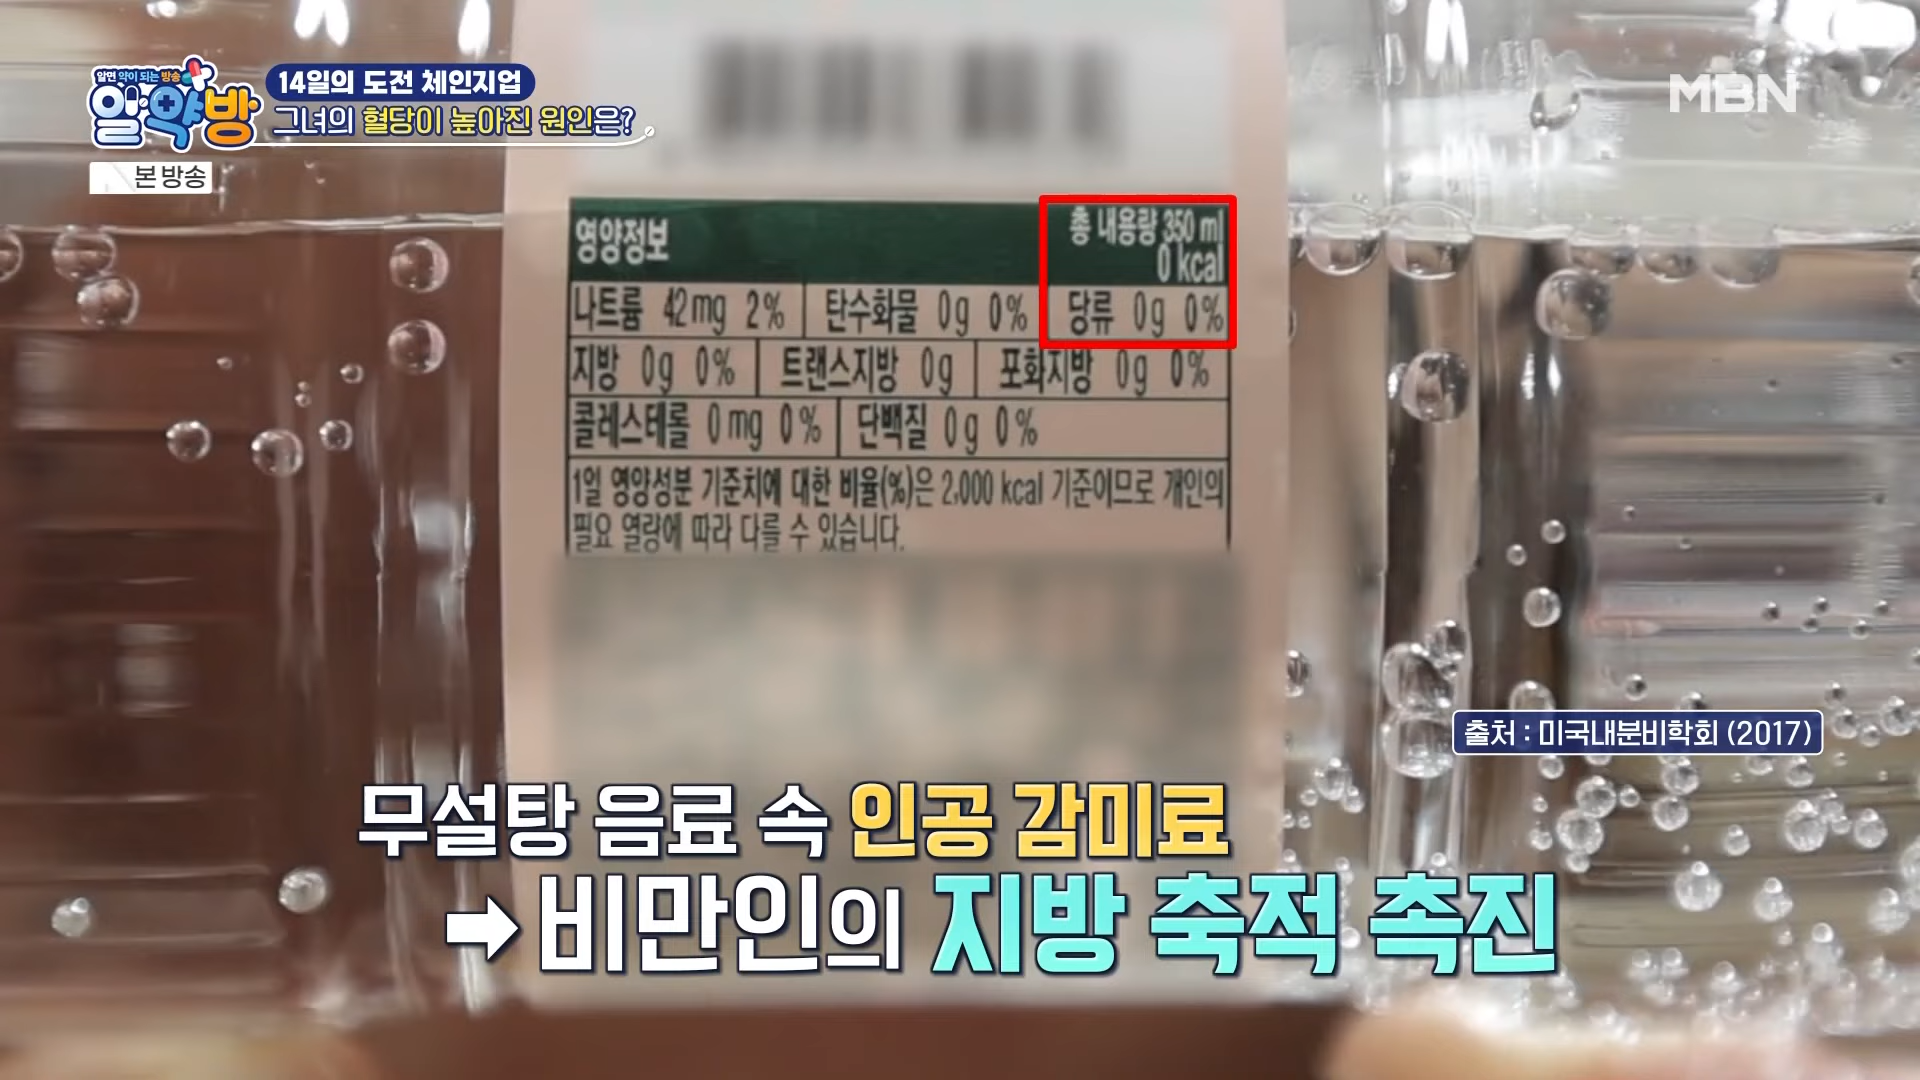 알면 약이 되는 방송
알약방
14일의 도전 체인지업
그녀의 혈당이 높아진 원인은?
본 방송
MBN
영양정보
총 내용량 350 ml
0 kcal
나트륨 42mg 2% 탄수화물 0g 0% 당류 0g 0%
지방 0g 0% 트랜스지방 0g 포화지방 0g 0%
콜레스테롤 0mg 0% 단백질 0g 0%
1일 영양성분 기준치에 대한 비율(%)은 2,000 kcal 기준이므로 개인의
필요 열량에 따라 다를 수 있습니다.
출처 : 미국내분비학회 (2017)
무설탕 음료 속 인공 감미료
➡ 비만인의 지방 축적 촉진